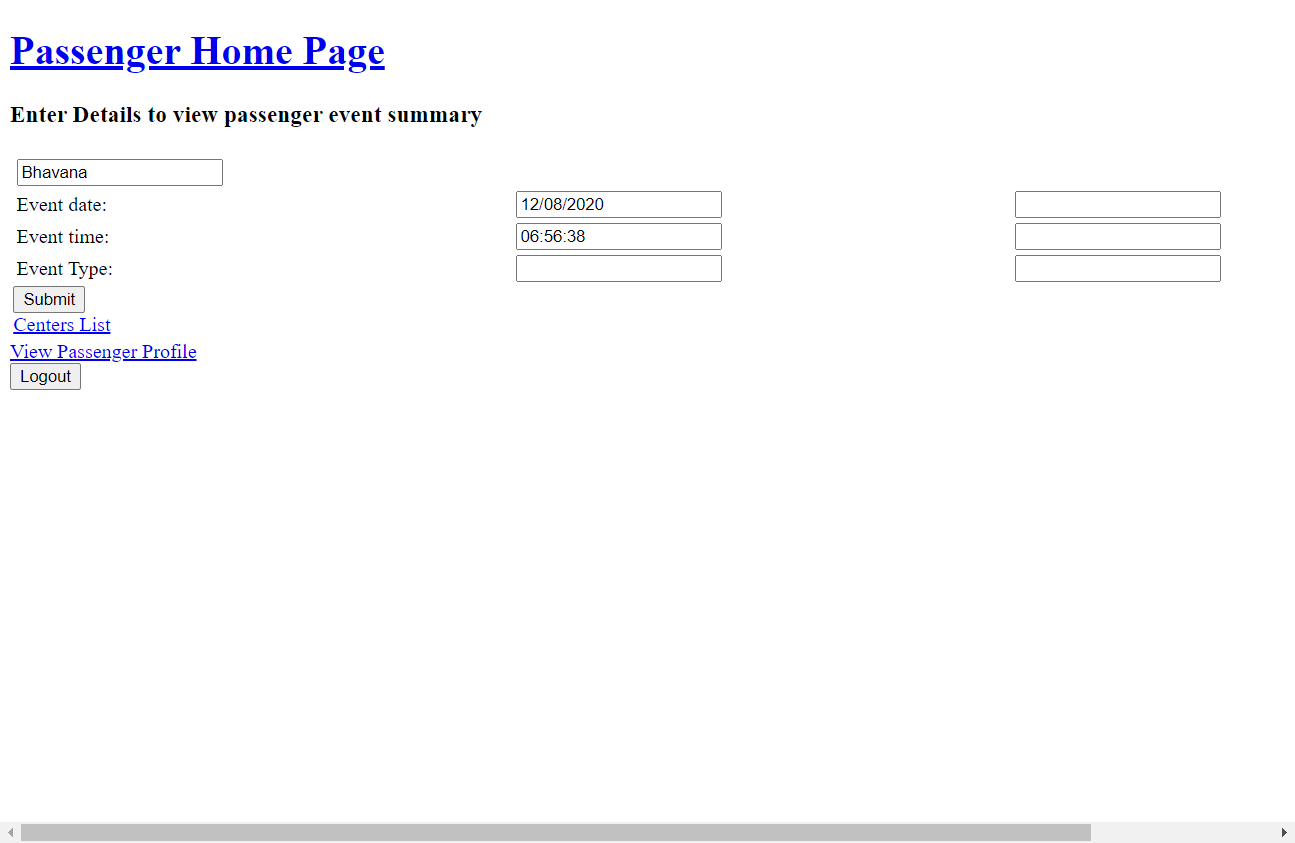 Passenger Home Page
Enter Details to view passenger event summary
Bhavana
Event date: 12/08/2020
Event time: 06:56:38
Event Type:
Submit
Centers List
View Passenger Profile
Logout